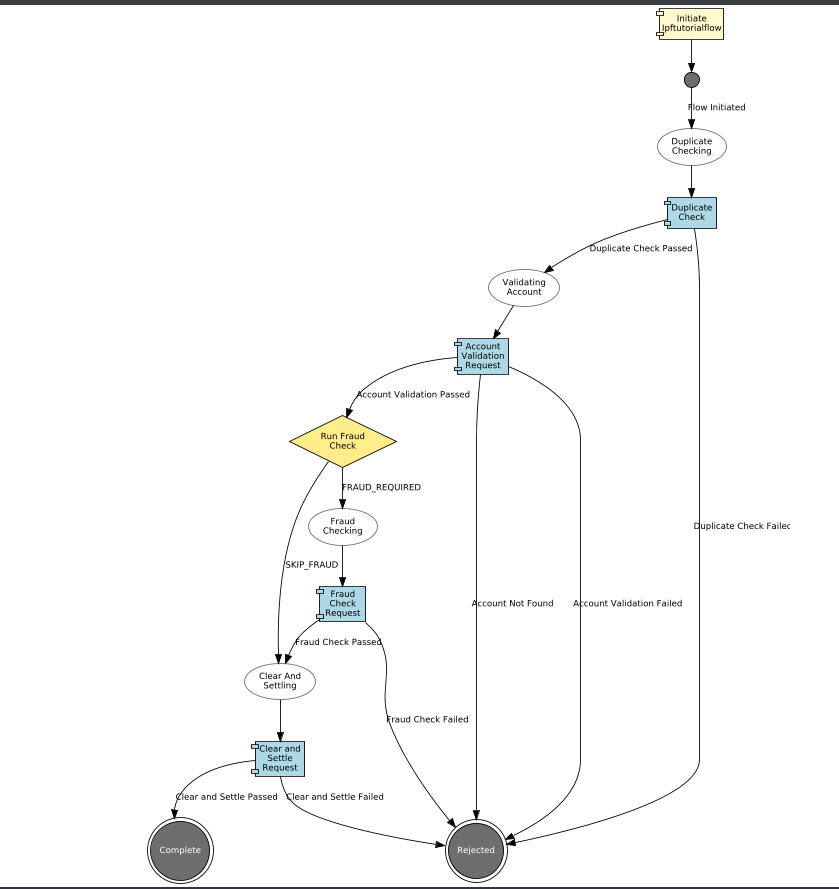 Initiate
lpftutorialflow
Flow Initiated
Duplicate
Checking
Duplicate
Check
Duplicate Check Passed
Validating
Account
Account
Validation
Request
Account Validation Passed
Run Fraud
Check
FRAUD_REQUIRED
Fraud
Checking
Duplicate Check Failed
SKIP_FRAUD
Fraud
Check
Request
Account Not Found
Account Validation Failed
Fraud Check Passed
Clear And
Settling
Fraud Check Failed
Clear and
Settle
Request
Clear and Settle Passed
Clear and Settle Failed
Complete
Rejected